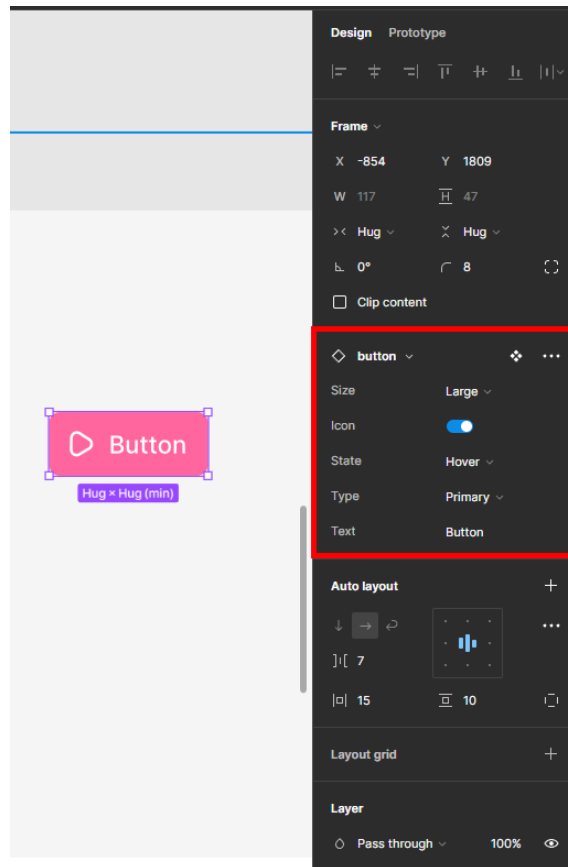 Design Prototype
Frame
X -854 Y 1809
W 117 H 47
Hug Hug
0° 8
Clip content
button
Size Large
Icon
State Hover
Type Primary
Text Button
Button
Hug × Hug (min)
Auto layout
7
15 10
Layout grid
Layer
Pass through 100%